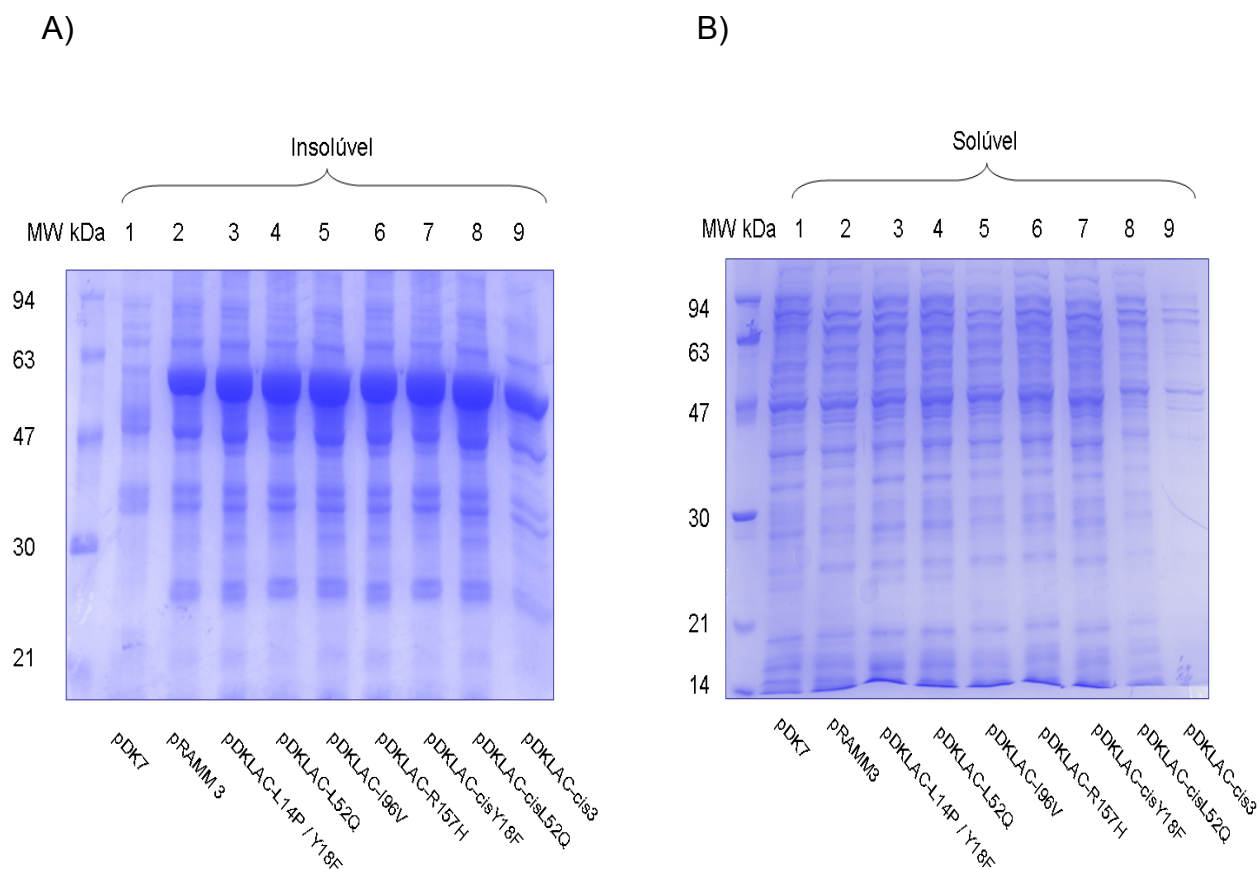 A)
Insolúvel
MW kDa 1 2 3 4 5 6 7 8 9
94
63
47
30
21
pDK7
pRAMM 3
pDKLAC-L14P / Y18F
pDKLAC-L52Q
pDKLAC-I96V
pDKLAC-R157H
pDKLAC-cisY18F
pDKLAC-cisL52Q
pDKLAC-cis3
B)
Solúvel
MW kDa 1 2 3 4 5 6 7 8 9
94
63
47
30
21
14
pDK7
pRAMM3
pDKLAC-L14P / Y18F
pDKLAC-L52Q
pDKLAC-I96V
pDKLAC-R157H
pDKLAC-cisY18F
pDKLAC-cisL52Q
pDKLAC-cis3